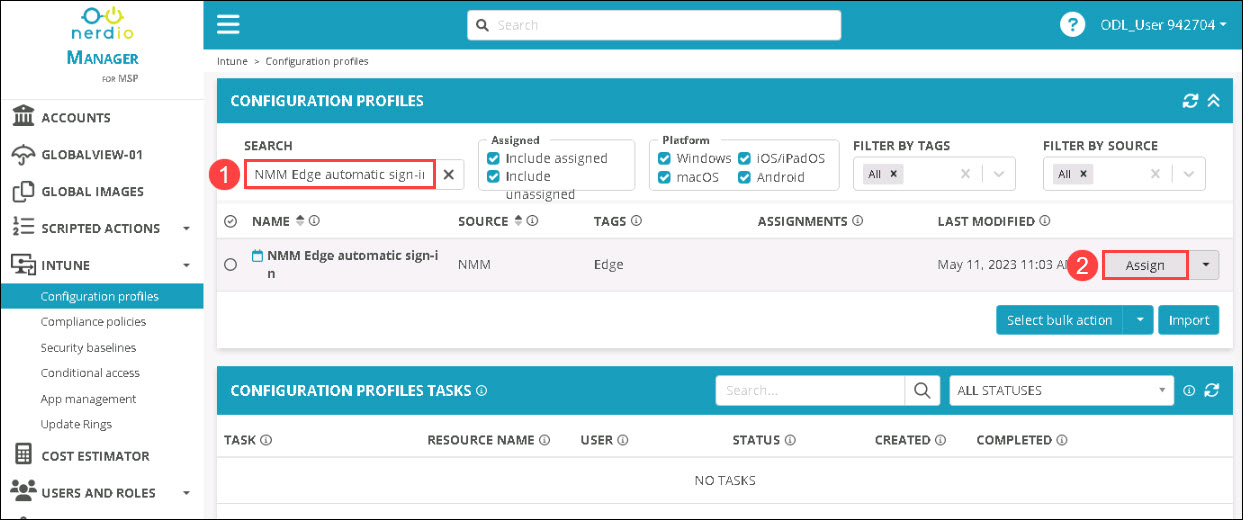 nerdio
MANAGER
FOR MSP
Search
? ODL_User 942704
Intune > Configuration profiles
ACCOUNTS
GLOBALVIEW-01
GLOBAL IMAGES
SCRIPTED ACTIONS
INTUNE
Configuration profiles
Compliance policies
Security baselines
Conditional access
App management
Update Rings
COST ESTIMATOR
USERS AND ROLES
CONFIGURATION PROFILES
SEARCH
1
NMM Edge automatic sign-i
Assigned
Include assigned
Include
unassigned
Platform
Windows
iOS/iPadOS
macOS
Android
FILTER BY TAGS
All ×
FILTER BY SOURCE
All ×
NAME SOURCE TAGS ASSIGNMENTS LAST MODIFIED
NMM Edge automatic sign-i
n
NMM
Edge
May 11, 2023 11:03
2
Assign
Select bulk action
Import
CONFIGURATION PROFILES TASKS
Search...
ALL STATUSES
TASK RESOURCE NAME USER STATUS CREATED COMPLETED
NO TASKS